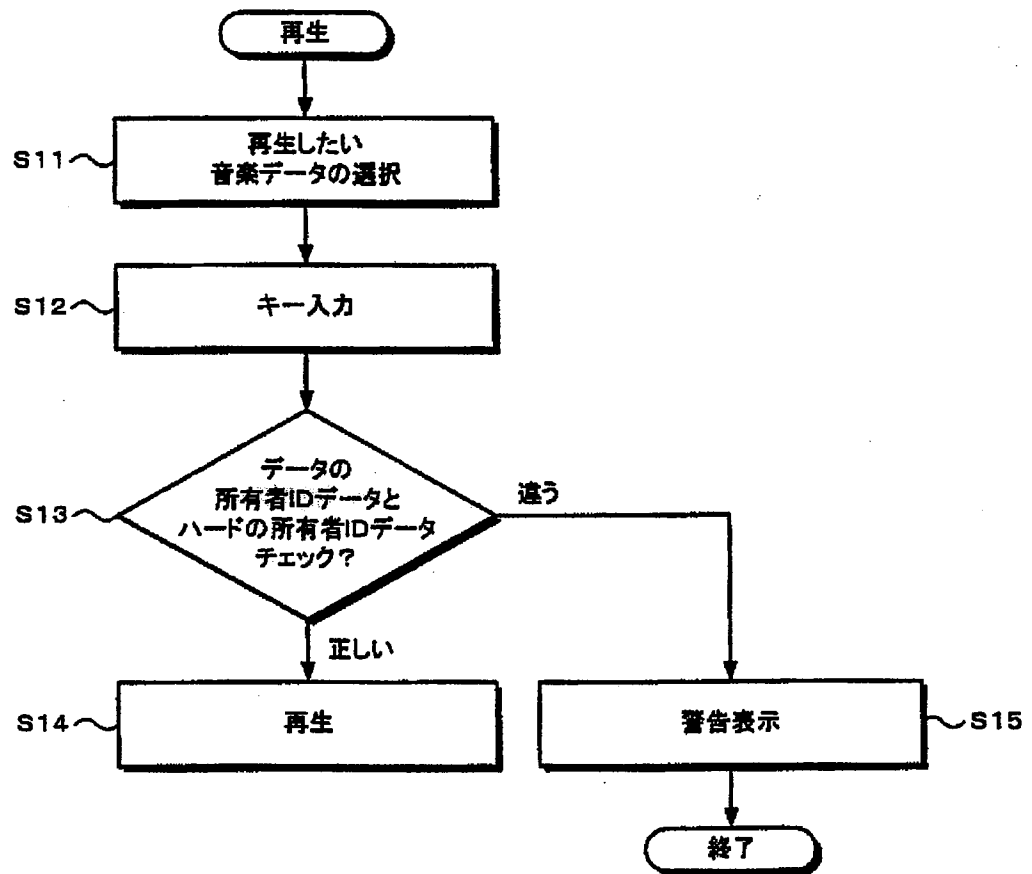 再生
S11
再生したい
音楽データの選択
S12
キー入力
S13
データの
所有者IDデータと
ハードの所有者IDデータ
チェック？
違う
正しい
S14
再生
警告表示
S15
終了